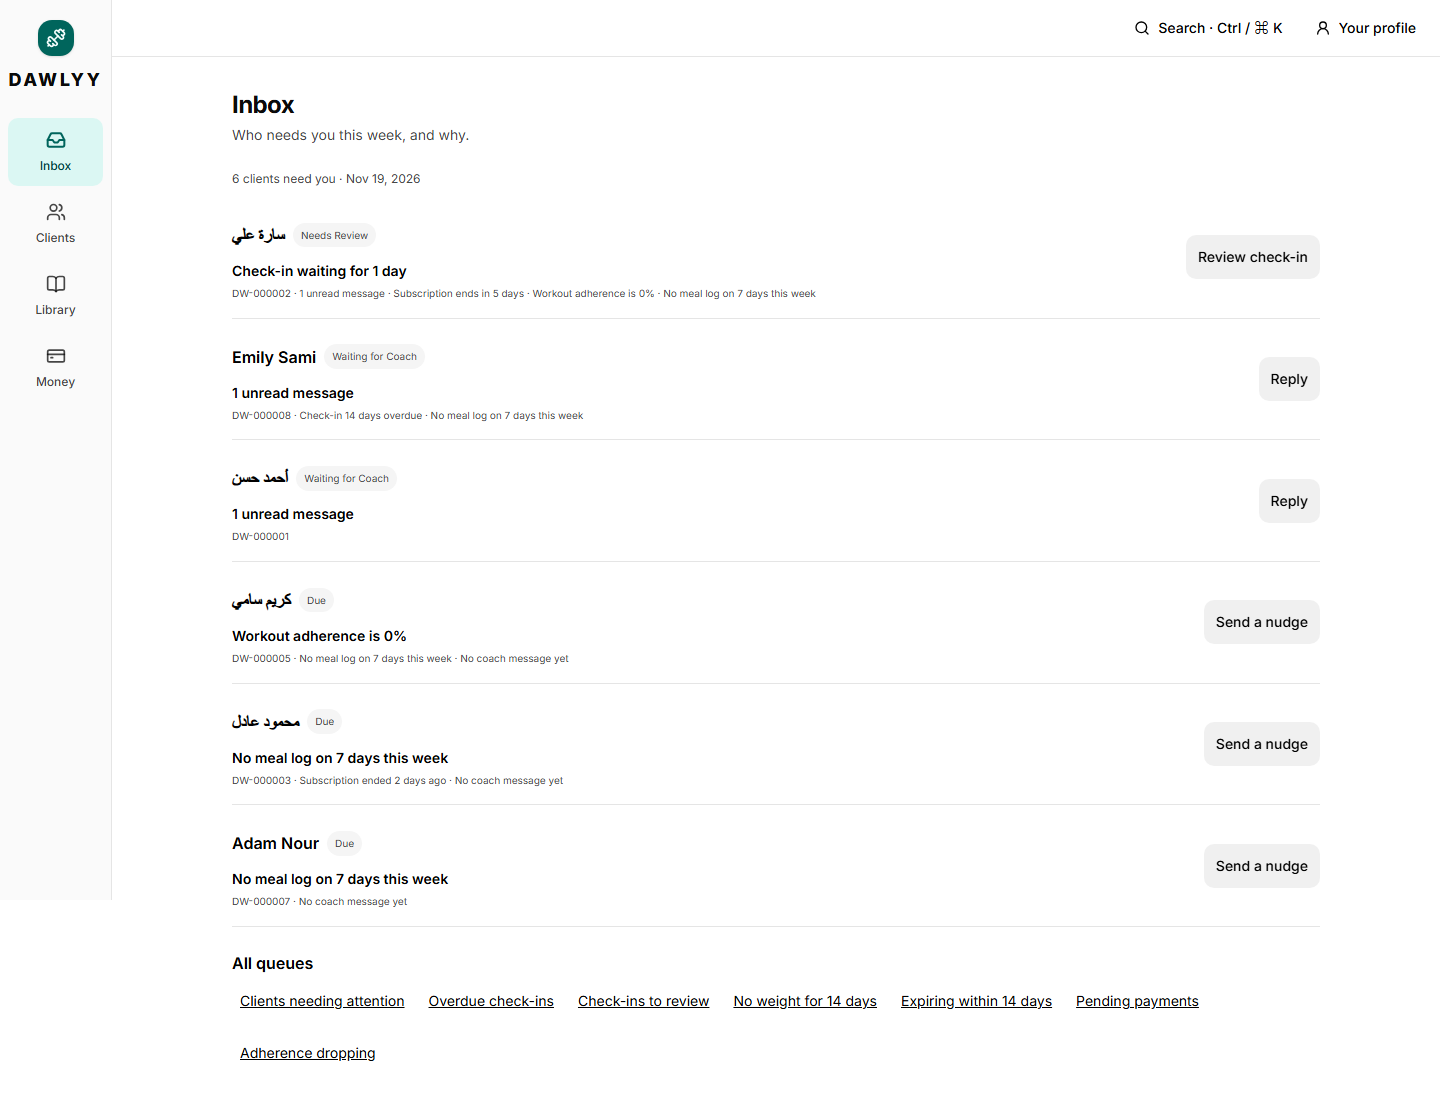 DAWLYY
Inbox
Clients
Library
Money
Search · Ctrl / ⌘ K
Your profile
Inbox
Who needs you this week, and why.
6 clients need you · Nov 19, 2026
سارة علي Needs Review
Check-in waiting for 1 day
DW-000002 · 1 unread message · Subscription ends in 5 days · Workout adherence is 0% · No meal log on 7 days this week
Review check-in
Emily Sami Waiting for Coach
1 unread message
DW-000008 · Check-in 14 days overdue · No meal log on 7 days this week
Reply
أحمد حسن Waiting for Coach
1 unread message
DW-000001
Reply
كريم سامي Due
Workout adherence is 0%
DW-000005 · No meal log on 7 days this week · No coach message yet
Send a nudge
محمود عادل Due
No meal log on 7 days this week
DW-000003 · Subscription ended 2 days ago · No coach message yet
Send a nudge
Adam Nour Due
No meal log on 7 days this week
DW-000007 · No coach message yet
Send a nudge
All queues
Clients needing attention Overdue check-ins Check-ins to review No weight for 14 days Expiring within 14 days Pending payments
Adherence dropping